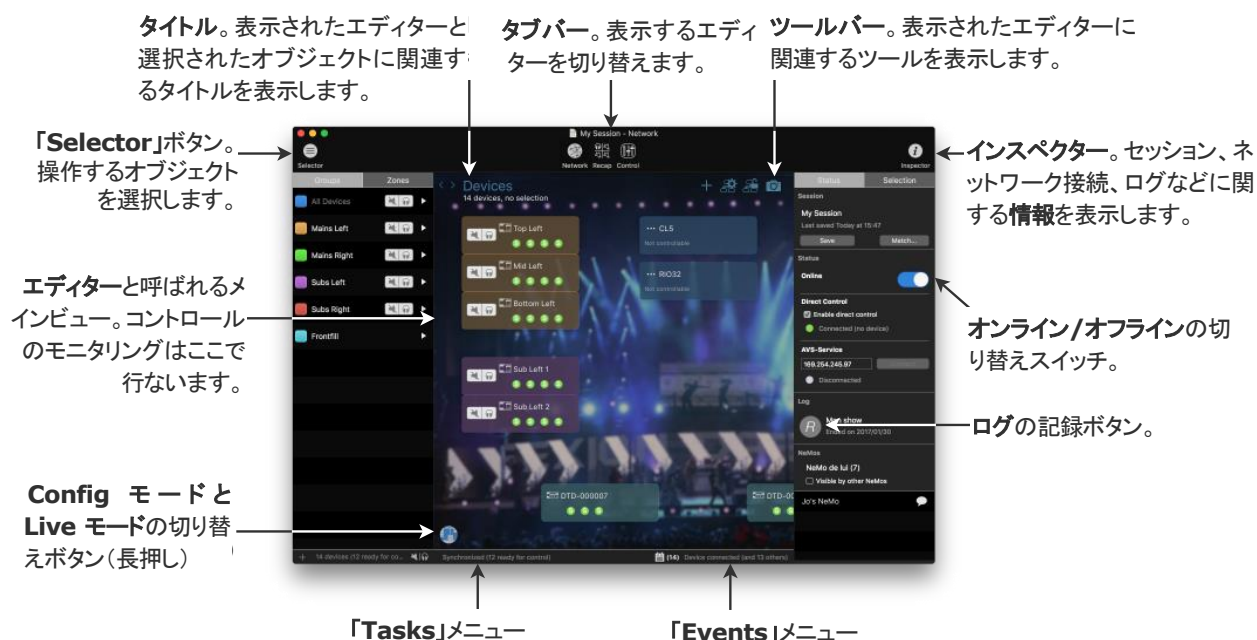 タイトル。表示されたエディターと
選択されたオブジェクトに関連す
るタイトルを表示します。
タブバー。表示するエディ
ターを切り替えます。
ツールバー。表示されたエディターに
関連するツールを表示します。
「Selector」ボタン。
操作するオブジェクト
を選択します。
エディターと呼ばれるメ
インビュー。コントロール
のモニタリングはここで
行ないます。
Config モードと
Live モードの切り替
えボタン（長押し）
My Session - Network
Selector
Network Recap Control
Inspector
Groups Zones
All Devices
Mains Left
Mains Right
Subs Left
Subs Right
Frontfill
+ 14 devices (12 ready for co...
Devices
14 devices, no selection
Top Left
Mid Left
Bottom Left
Sub Left 1
Sub Left 2
CL5
Not controllable
RIO32
Not controllable
DTD-000007
DTD-00
Synchronized (12 ready for control)
(16) Device connected (and 13 others)
Status Selection
Session
My Session
Last saved Today at 15:47
Save Match...
Status
Online
Direct Control
Enable direct control
Connected (no
device)
AVS-Service
169.254.245.97
Disconnected
Log
R
show
Ended on 2017/01/30
NeMos
NeMo de lui (7)
Visible by other NeMos
Jo's NeMo
インスペクター。セッション、ネ
ットワーク接続、ログなどに関
する情報を表示します。
オンライン/オフラインの切
り替えスイッチ。
ログの記録ボタン。
「Tasks」メニュー
「Events」メニュー